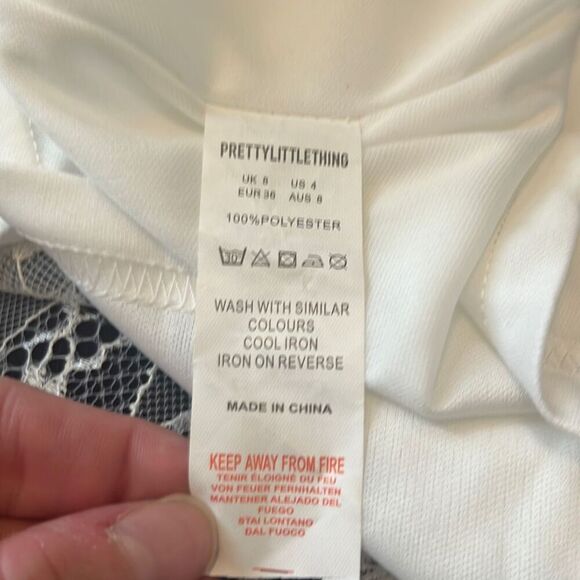 PRETTYLITTLETHING
UK 8 US 4
EUR 36 AUS 8
100%POLYESTER
30°
WASH WITH SIMILAR
COLOURS
COOL IRON
IRON ON REVERSE
MADE IN CHINA
KEEP AWAY FROM FIRE
TENIR ÉLOIGNÉ DU FEU
VON FEUER FERNHALTEN
MANTENER ALEJADO DEL
FUEGO
STAI LONTANO
DAL FUOCO